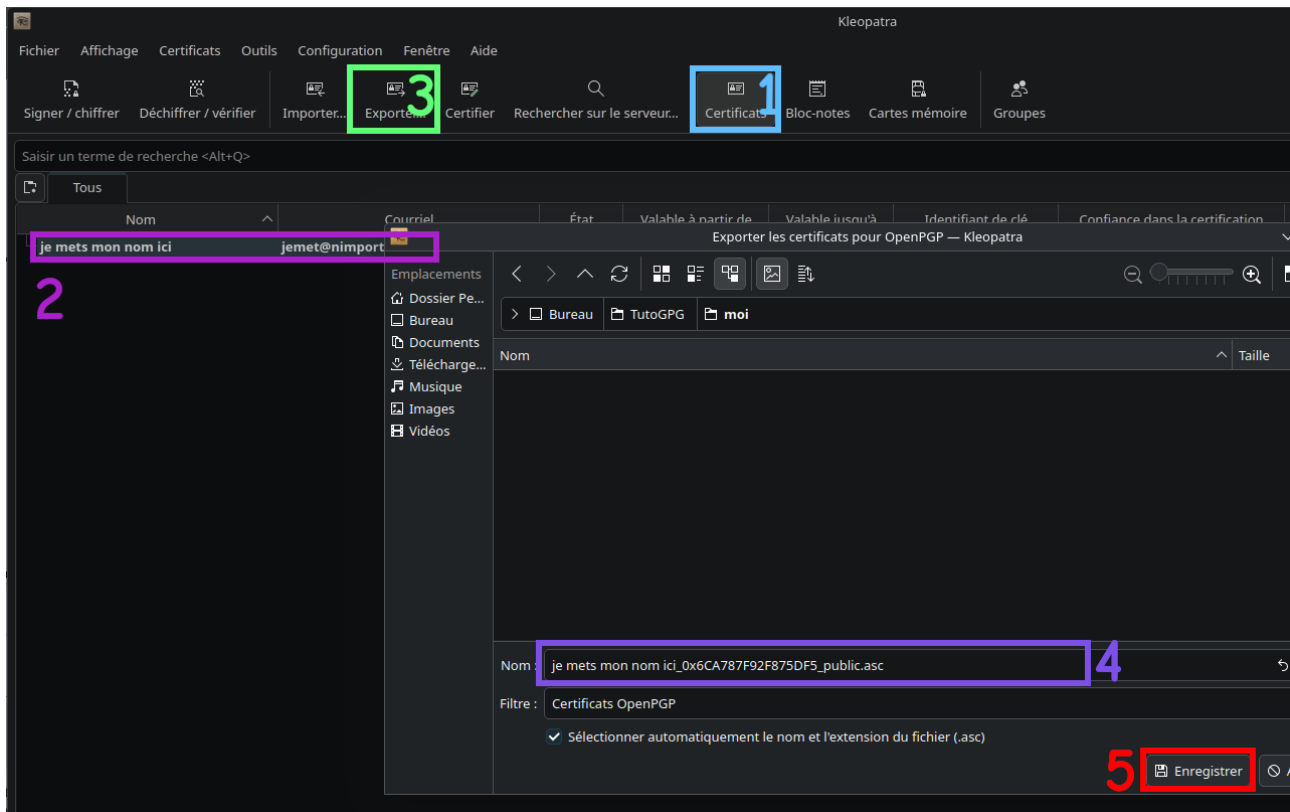 Kleopatra
Fichier Affichage Certificats Outils Configuration Fenêtre Aide
3 1
Signer / chiffrer Déchiffrer / vérifier Importer... Exporter... Certifier Rechercher sur le serveur... Certificats Bloc-notes Cartes mémoire Groupes
Saisir un terme de recherche <Alt+Q>
Tous
Nom Courriel État Valable à partir de Valable jusqu'à Identifiant de clé Confiance dans la certification
Exporter les certificats pour OpenPGP — Kleopatra
je mets mon nom ici jemet@nimport
2
Emplacements
Dossier Pe...
Bureau
Documents
Télécharge...
Musique
Images
Vidéos
> Bureau TutoGPG moi
Nom Taille
Nom : je mets mon nom ici_0x6CA787F92F875DF5_public.asc 4
Filtre : Certificats OpenPGP
Sélectionner automatiquement le nom et l'extension du fichier (.asc)
5 Enregistrer